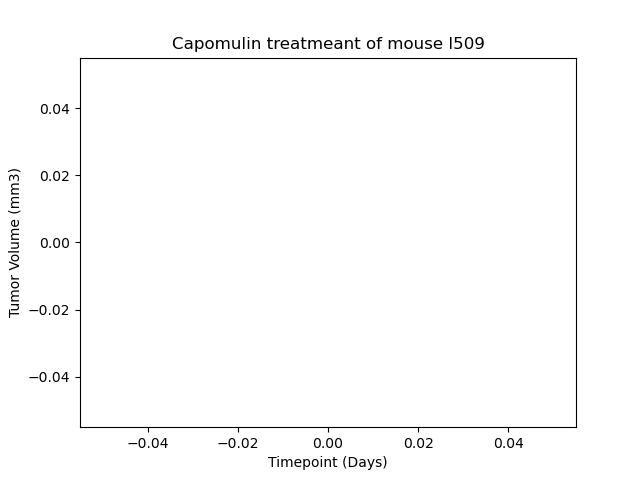 Capomulin treatmeant of mouse l509
0.04
0.02
0.00
−0.02
−0.04
Tumor Volume (mm3)
−0.04 −0.02 0.00 0.02 0.04
Timepoint (Days)